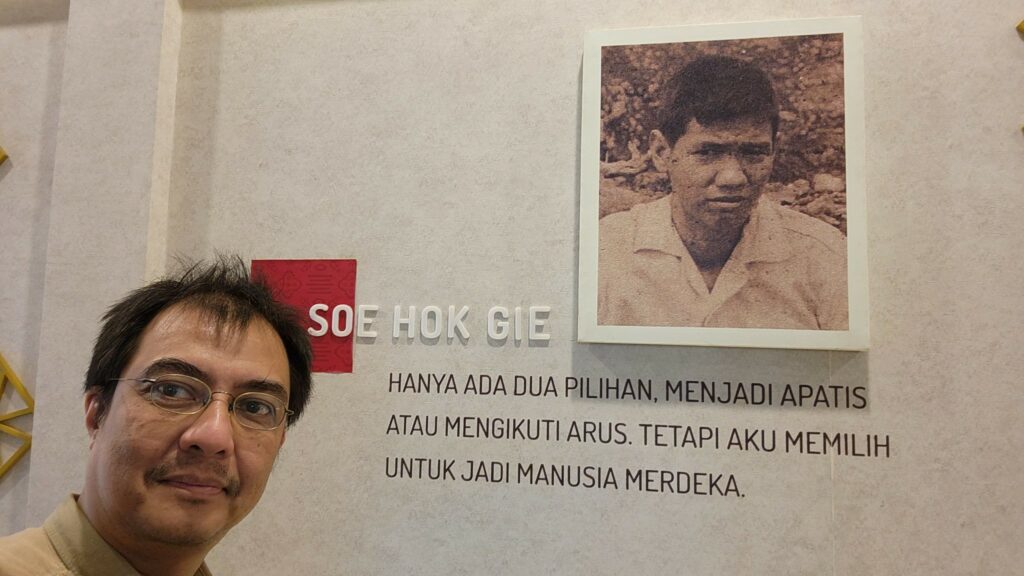 SOE HOK GIE
HANYA ADA DUA PILIHAN, MENJADI APATIS
ATAU MENGIKUTI ARUS. TETAPI AKU MEMILIH
UNTUK JADI MANUSIA MERDEKA.